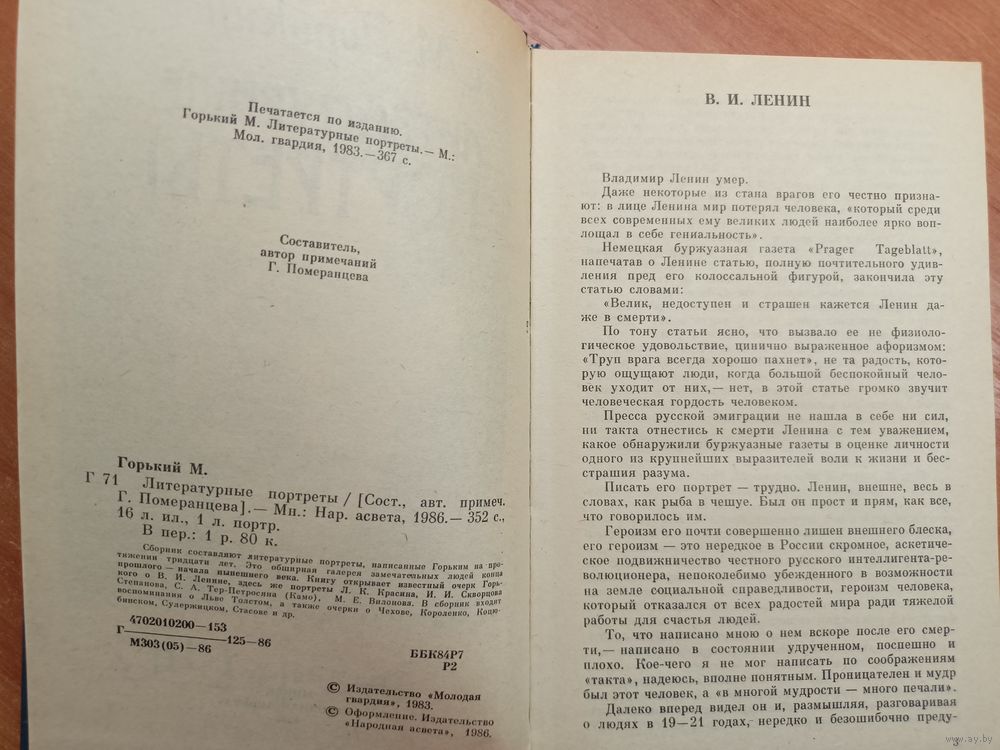 Печатается по изданию.
Горький М. Литературные портреты.— М.:
Мол. гвардия, 1983.—367 с.
Составитель,
автор примечаний
Г. Померанцева
Горький М.
Г 71 Литературные портреты / [Сост., авт. примеч.
Г. Померанцева].— Мн.: Нар. асвета, 1986.— 352 с.,
16 л. ил., 1 л. портр.
В пер.: 1 р. 80 к.
Сборник составляют литературные портреты, написанные Горьким на про-
тяжении тридцати лет. Это обширная галерея замечательных людей конца
прошлого — начала нынешнего века. Книгу открывает известный очерк Горь-
кого о В. И. Ленине, здесь же портреты Л. К. Красина, И. И. Скворцова
Степанова, С. А. Тер-Петросяна (Камо), М. Е. Вилонова. В сборник входят
воспоминания о Льве Толстом, а также очерки о Чехове, Короленко, Коцю-
бинском, Сулержицком, Стасове и др.
4702010200—153
Г 125—86
М303(05)—86
ББК84Р7
Р2
© Издательство «Молодая
гвардия», 1983.
© Оформление. Издательство
«Народная асвета», 1986.
В. И. ЛЕНИН
Владимир Ленин умер.
Даже некоторые из стана врагов его честно призна-
ют: в лице Ленина мир потерял человека, «который среди
всех современных ему великих людей наиболее ярко воп-
лощал в себе гениальность».
Немецкая буржуазная газета «Prager Tageblatt»,
напечатав о Ленине статью, полную почтительного удив-
ления пред его колоссальной фигурой, закончила эту
статью словами:
«Велик, недоступен и страшен кажется Ленин да-
же в смерти».
По тону статьи ясно, что вызвало ее не физиоло-
гическое удовольствие, цинично выраженное афоризмом:
«Труп врага всегда хорошо пахнет», не та радость, кото-
рую ощущают люди, когда большой беспокойный чело-
век уходит от них,— нет, в этой статье громко звучит
человеческая гордость человеком.
Пресса русской эмиграции не нашла в себе ни сил,
ни такта отнестись к смерти Ленина с тем уважением,
какое обнаружили буржуазные газеты в оценке личности
одного из крупнейших выразителей воли к жизни и бес-
страшия разума.
Писать его портрет — трудно. Ленин, внешне, весь в
словах, как рыба в чешуе. Был он прост и прям, как все,
что говорилось им.
Героизм его почти совершенно лишен внешнего блеска,
его героизм — это нередкое в России скромное, аскетиче-
ское подвижничество честного русского интеллигента-ре-
волюционера, непоколебимо убежденного в возможности
на земле социальной справедливости, героизм человека,
который отказался от всех радостей мира ради тяжелой
работы для счастья людей.
То, что написано мною о нем вскоре после его смер-
ти,— написано в состоянии удрученном, поспешно и
плохо. Кое-чего я не мог написать по соображениям
«такта», надеюсь, вполне понятным. Проницателен и мудр
был этот человек, а «в многой мудрости — много печали».
Далеко вперед видел он и, размышляя, разговаривая
о людях в 19—21 годах, нередко и безошибочно преду-
www.ay.by